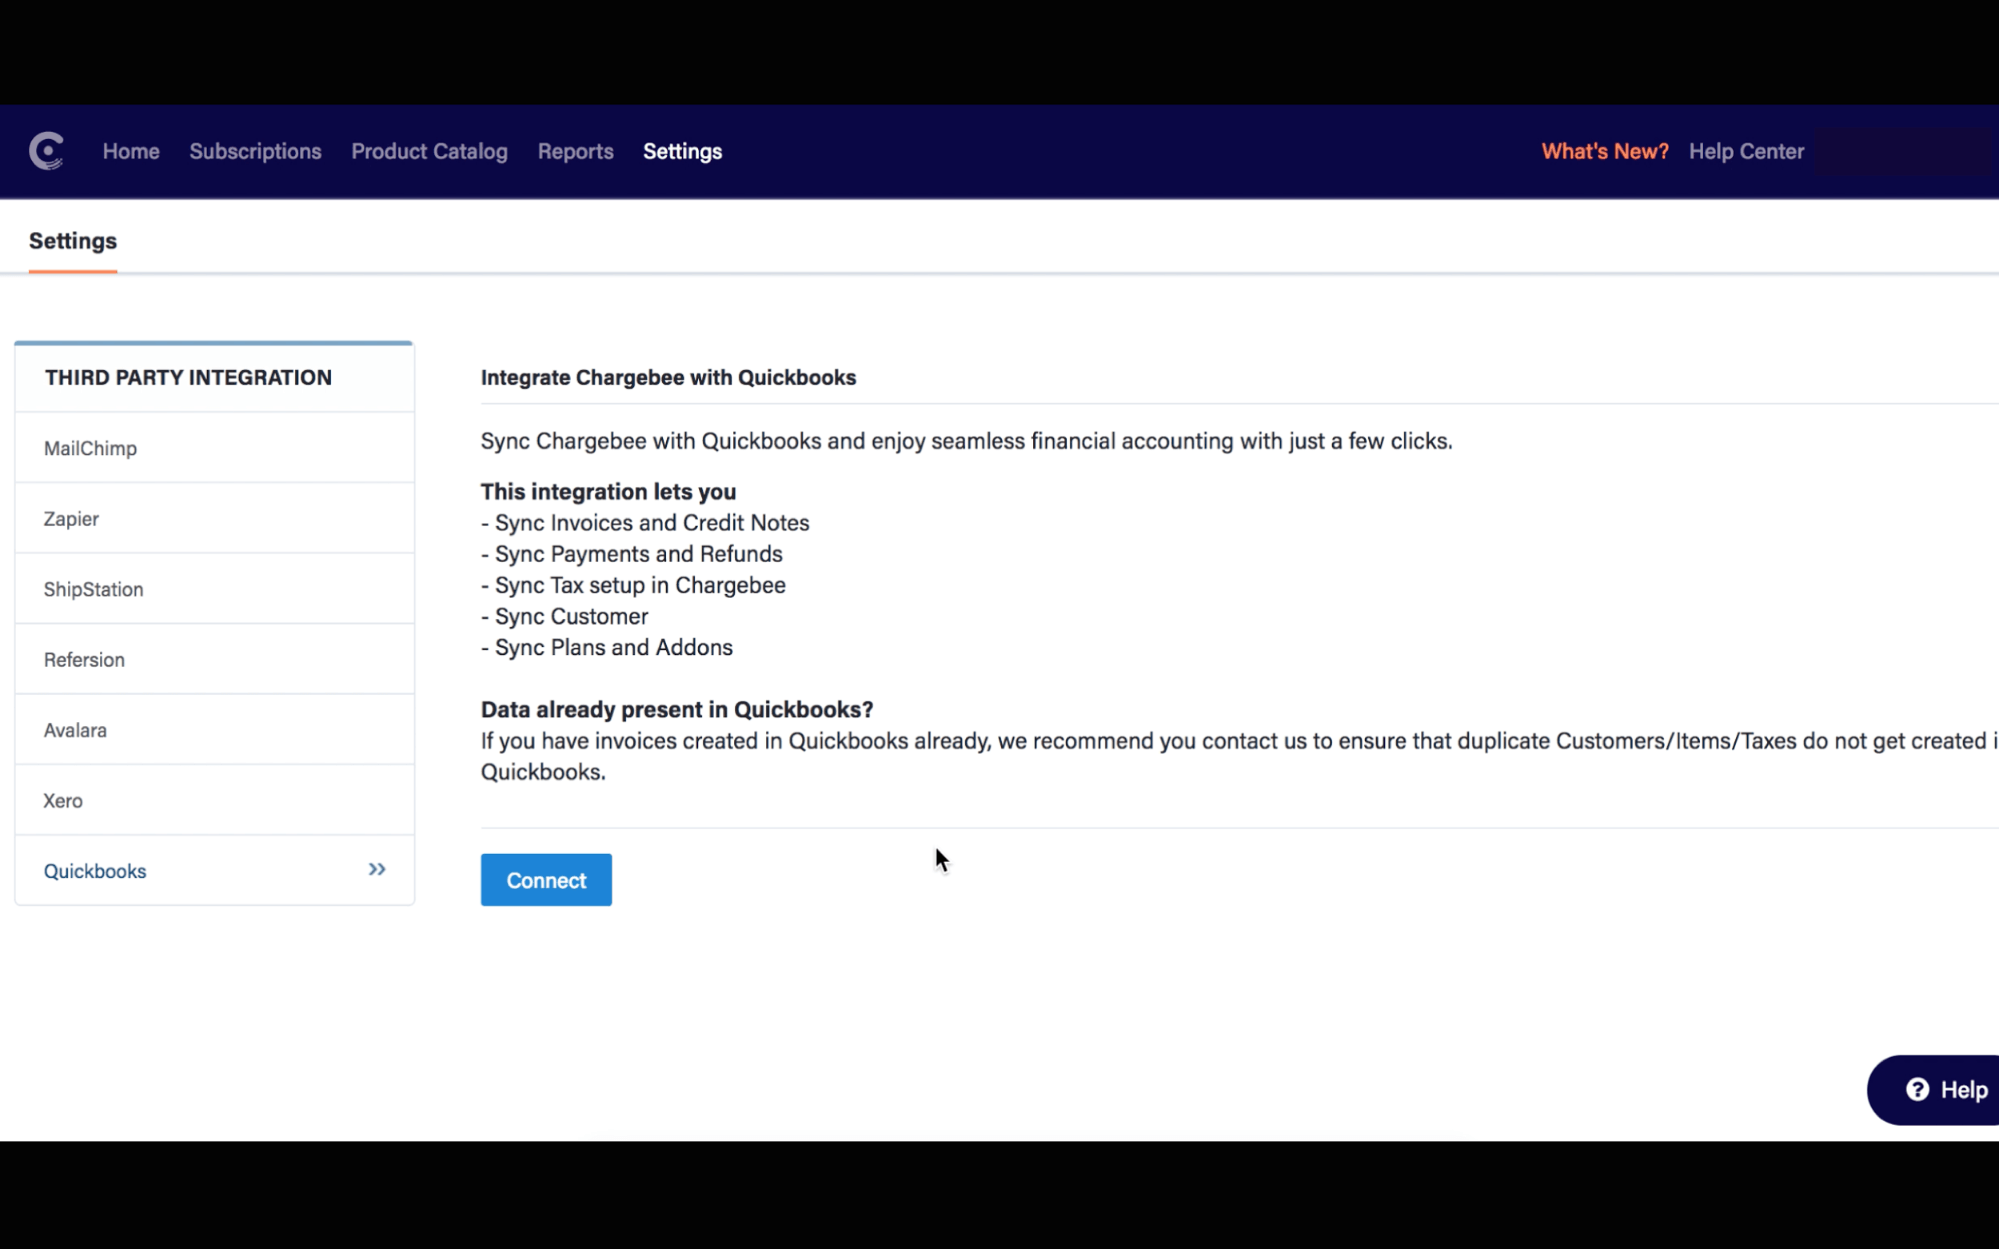 Home Subscriptions Product Catalog Reports Settings What's New? Help Center
Settings
THIRD PARTY INTEGRATION
MailChimp
Zapier
ShipStation
Refersion
Avalara
Xero
Quickbooks
Integrate Chargebee with Quickbooks
Sync Chargebee with Quickbooks and enjoy seamless financial accounting with just a few clicks.
This integration lets you
- Sync Invoices and Credit Notes
- Sync Payments and Refunds
- Sync Tax setup in Chargebee
- Sync Customer
- Sync Plans and Addons
Data already present in Quickbooks?
If you have invoices created in Quickbooks already, we recommend you contact us to ensure that duplicate Customers/Items/Taxes do not get created
Quickbooks.
Connect
Help